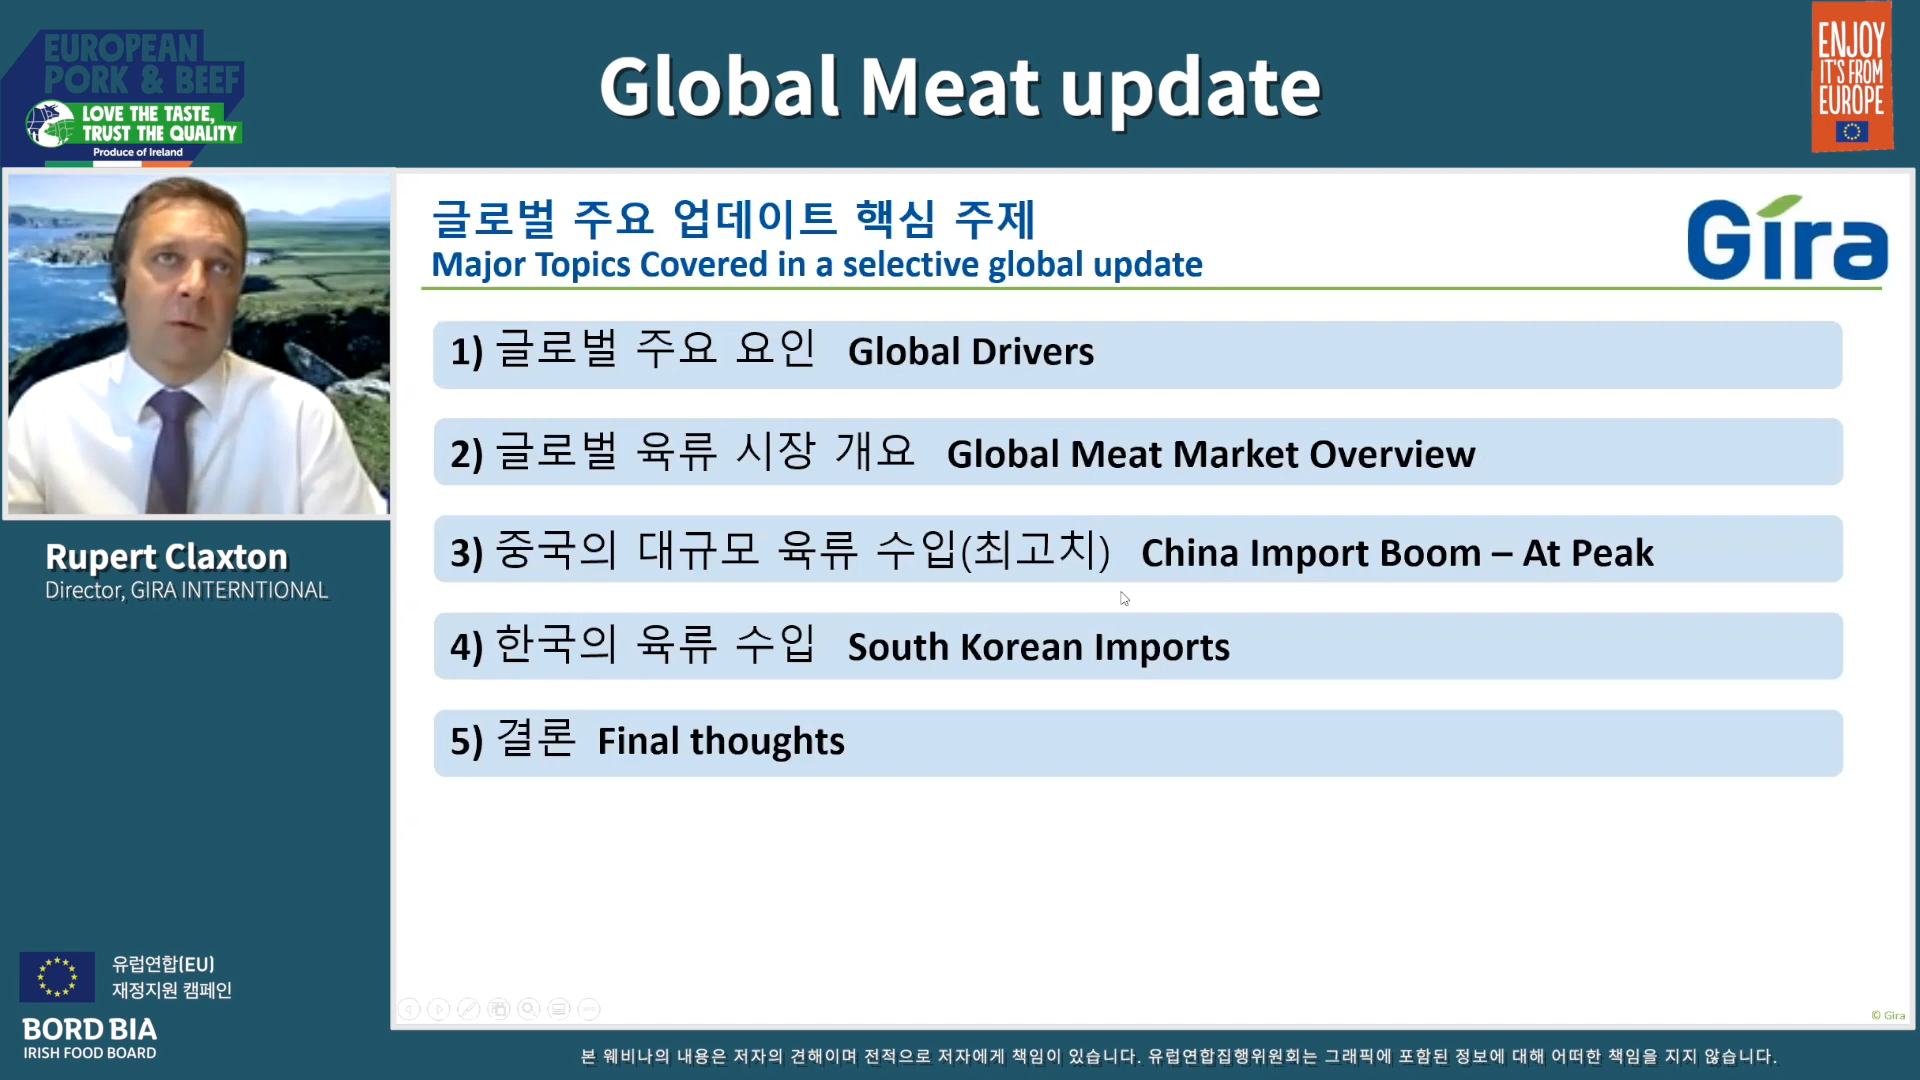 EUROPEAN
PORK & BEEF
LOVE THE TASTE,
TRUST THE QUALITY
Produce of Ireland
Global Meat update
ENJOY
IT'S FROM
EUROPE
글로벌 주요 업데이트 핵심 주제
Major Topics Covered in a selective global update
Gira
1) 글로벌 주요 요인 Global Drivers
2) 글로벌 육류 시장 개요 Global Meat Market Overview
3) 중국의 대규모 육류 수입(최고치) China Import Boom – At Peak
4) 한국의 육류 수입 South Korean Imports
5) 결론 Final thoughts
Rupert Claxton
Director, GIRA INTERNTIONAL
유럽연합(EU)
재정지원 캠페인
BORD BIA
IRISH FOOD BOARD
© Gira
본 웨비나의 내용은 저자의 견해이며 전적으로 저자에게 책임이 있습니다. 유럽연합집행위원회는 그래픽에 포함된 정보에 대해 어떠한 책임을 지지 않습니다.